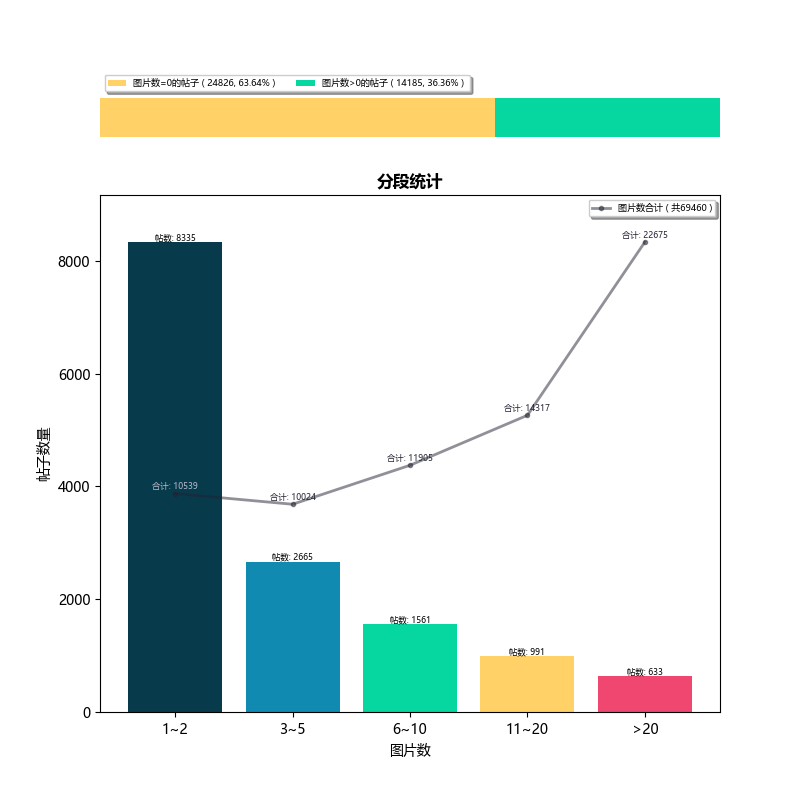 图片数=0的帖子 ( 24826, 63.64% ) 图片数>0的帖子 ( 14185, 36.36% )
分段统计
图片数合计 ( 共69460 )
合计: 22675
帖数: 8335
8000
6000
合计: 14317
帖子数量
合计: 11905
4000
合计: 10539
合计: 10024
帖数: 2665
2000
帖数: 1561
帖数: 991
帖数: 633
0
1~2 3~5 6~10 11~20 >20
图片数